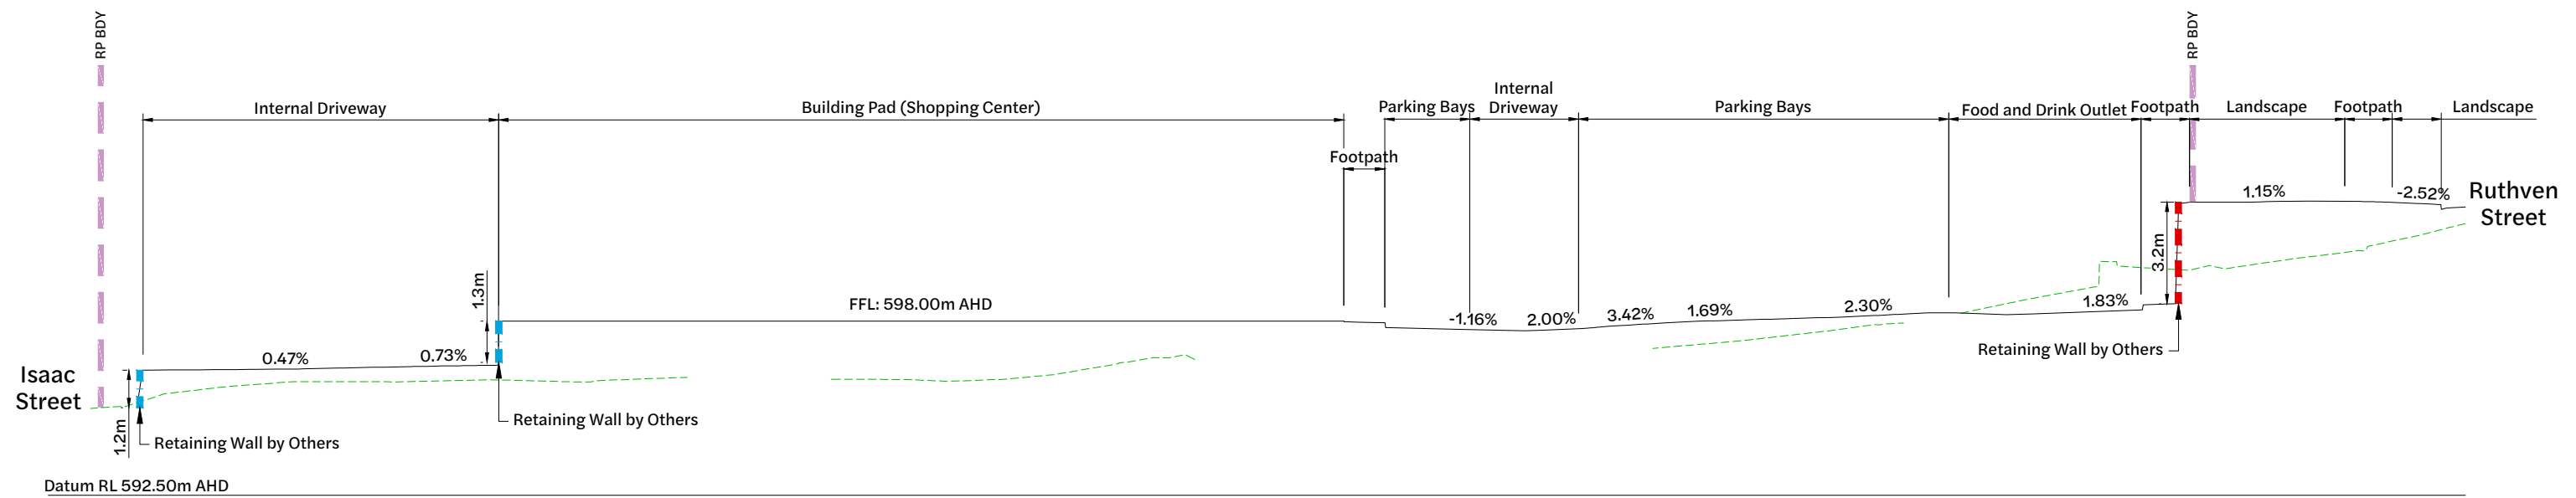 RP BDY
RP BDY
Internal Driveway
Building Pad (Shopping Center)
Footpath
Parking Bays
Internal
Driveway
Parking Bays
Food and Drink Outlet
Footpath
Landscape
Footpath
Landscape
1.15%
-2.52%
Ruthven
Street
3.2m
1.3m
FFL: 598.00m AHD
-1.16%
2.00%
3.42%
1.69%
2.30%
1.83%
Retaining Wall by Others
0.47%
0.73%
Isaac
Street
1.2m
Retaining Wall by Others
Retaining Wall by Others
Datum RL 592.50m AHD